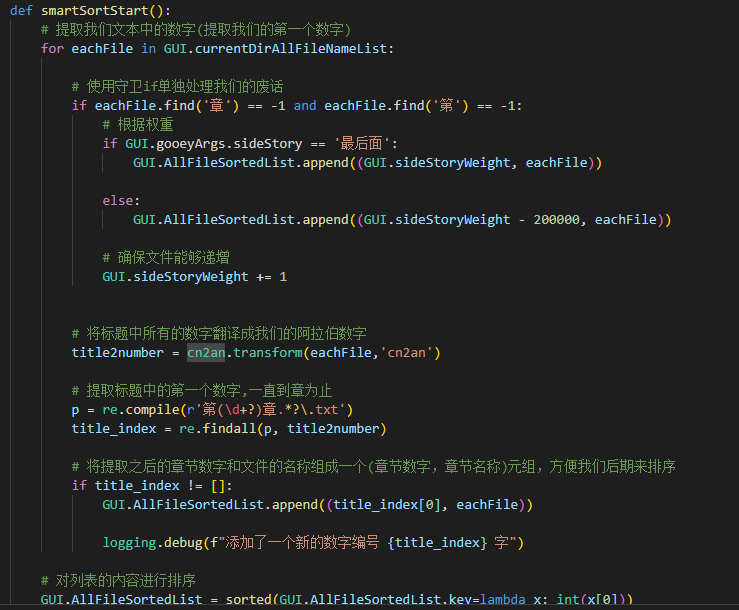 def smartSortStart():
# 提取我们文本中的数字(提取我们的第一个数字)
for eachFile in GUI.currentDirAllFileNameList:
# 使用守卫if单独处理我们的废话
if eachFile.find('章') == -1 and eachFile.find('第') == -1:
# 根据权重
if GUI.gooeyArgs.sideStory == '最后面':
GUI.AllFileSortedList.append((GUI.sideStoryWeight, eachFile))
else:
GUI.AllFileSortedList.append((GUI.sideStoryWeight - 200000, eachFile))
# 确保文件能够递增
GUI.sideStoryWeight += 1
# 将标题中所有的数字翻译成我们的阿拉伯数字
title2number = cn2an.transform(eachFile,'cn2an')
# 提取标题中的第一个数字,一直到章为止
p = re.compile(r'第(\d+?)章.*?\.txt')
title_index = re.findall(p, title2number)
# 将提取之后的章节数字和文件的名称组成一个(章节数字，章节名称)元组，方便我们后期来排序
if title_index != []:
GUI.AllFileSortedList.append((title_index[0], eachFile))
logging.debug(f"添加了一个新的数字编号 {title_index} 字")
# 对列表的内容进行排序
GUI.AllFileSortedList = sorted(GUI.AllFileSortedList,key=lambda x: int(x[0]))